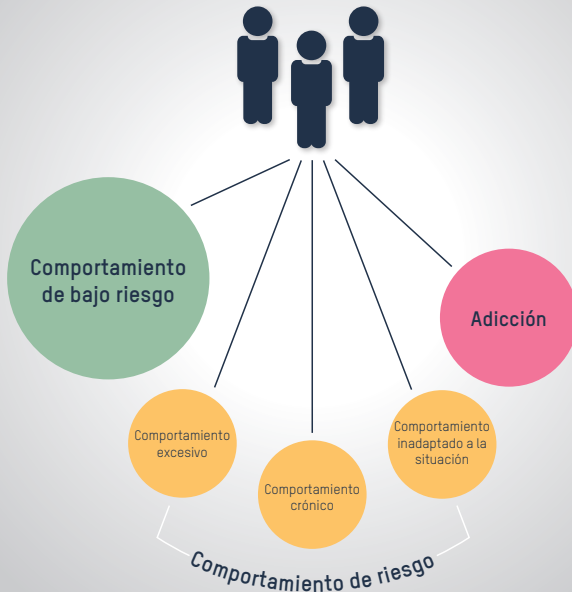 Comportamiento
de bajo riesgo
Adicción
Comportamiento
excesivo
Comportamiento
crónico
Comportamiento
inadaptado a la
situación
Comportamiento de riesgo